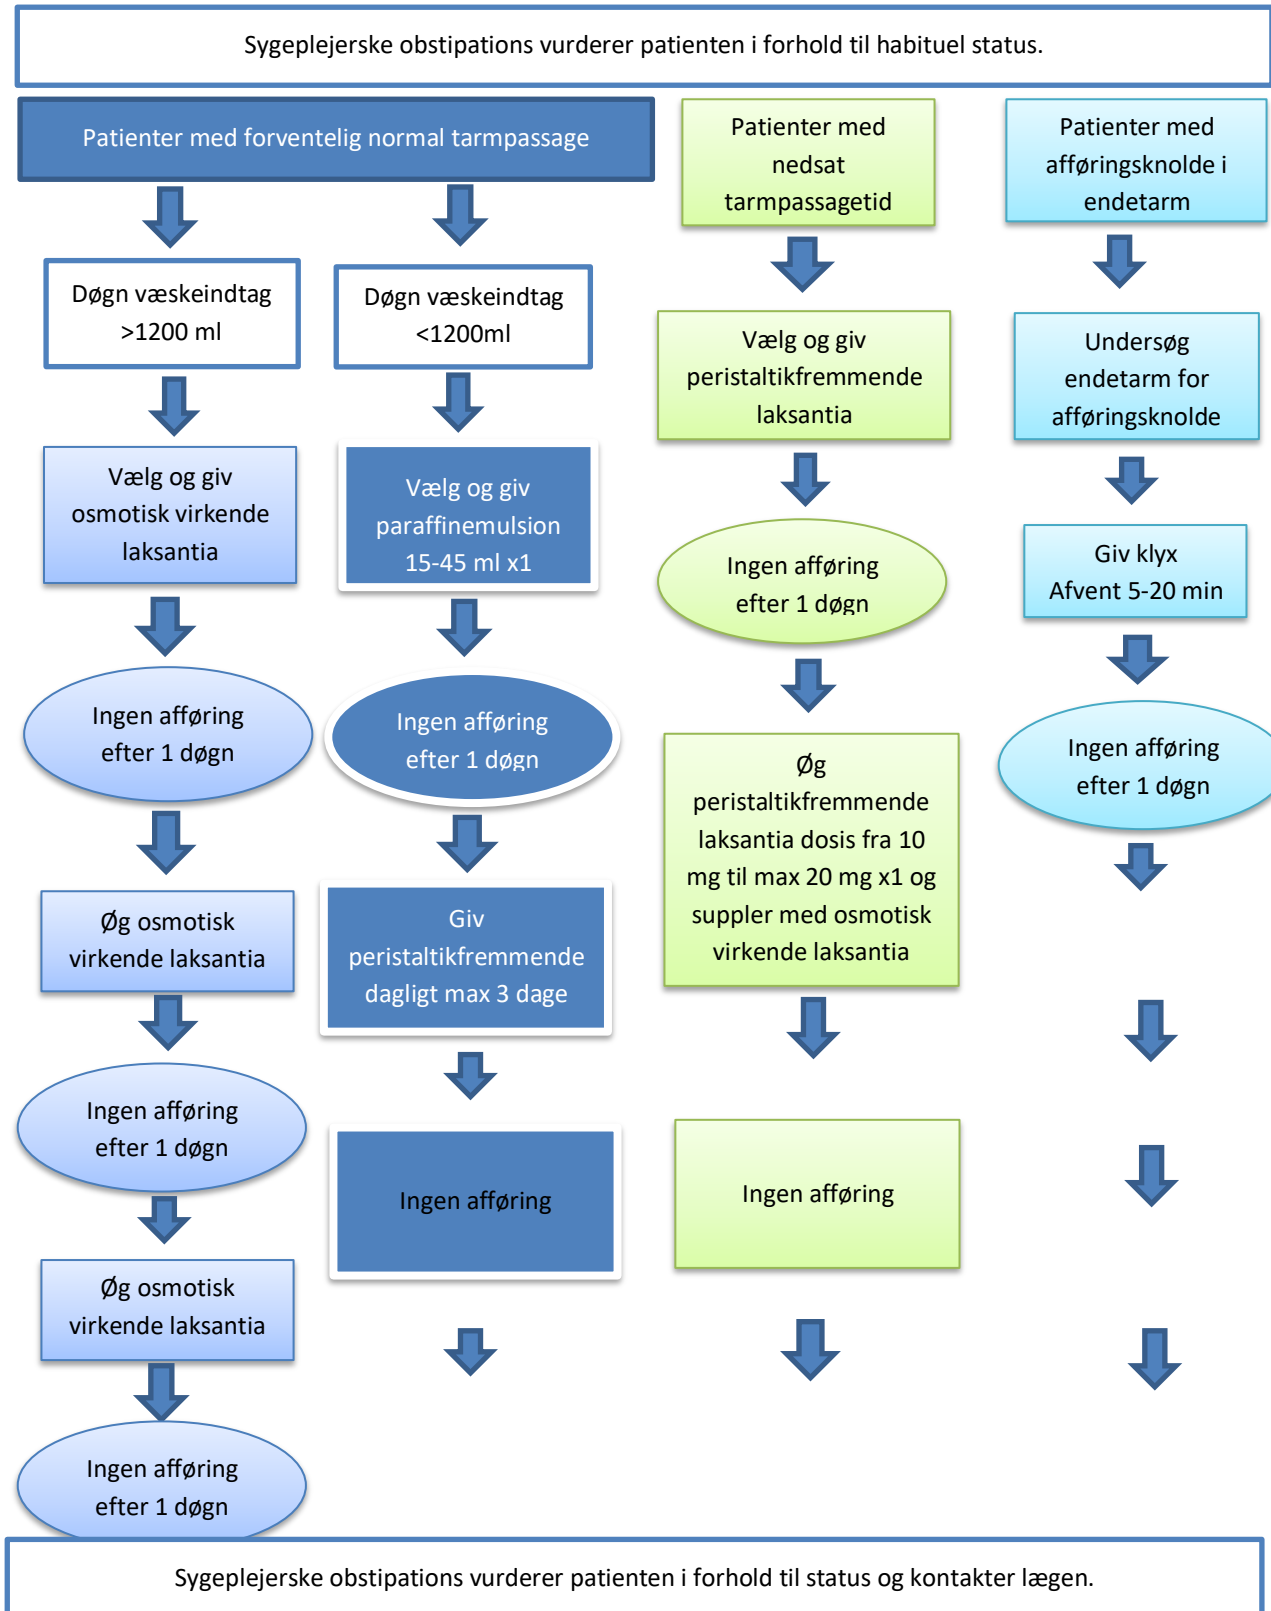 Sygeplejerske obstipations vurderer patienten i forhold til habituel status.
Patienter med forventelig normal tarmpassage
Døgn væskeindtag
>1200 ml
Vælg og giv
osmotisk virkende
laksantia
Ingen afføring
efter 1 døgn
Øg osmotisk
virkende laksantia
Ingen afføring
efter 1 døgn
Øg osmotisk
virkende laksantia
Ingen afføring
efter 1 døgn
Døgn væskeindtag
<1200ml
Vælg og giv
paraffinemulsion
15-45 ml x1
Ingen afføring
efter 1 døgn
Giv
peristaltikfremmende
dagligt max 3 dage
Ingen afføring
Patienter med
nedsat
tarmpassagetid
Vælg og giv
peristaltikfremmende
laksantia
Ingen afføring
efter 1 døgn
Øg
peristaltikfremmende
laksantia dosis fra 10
mg til max 20 mg x1 og
suppler med osmotisk
virkende laksantia
Ingen afføring
Patienter med
afføringsknolde i
endetarm
Undersøg
endetarm for
afføringsknolde
Giv klyx
Afvent 5-20 min
Ingen afføring
efter 1 døgn
Sygeplejerske obstipations vurderer patienten i forhold til status og kontakter lægen.